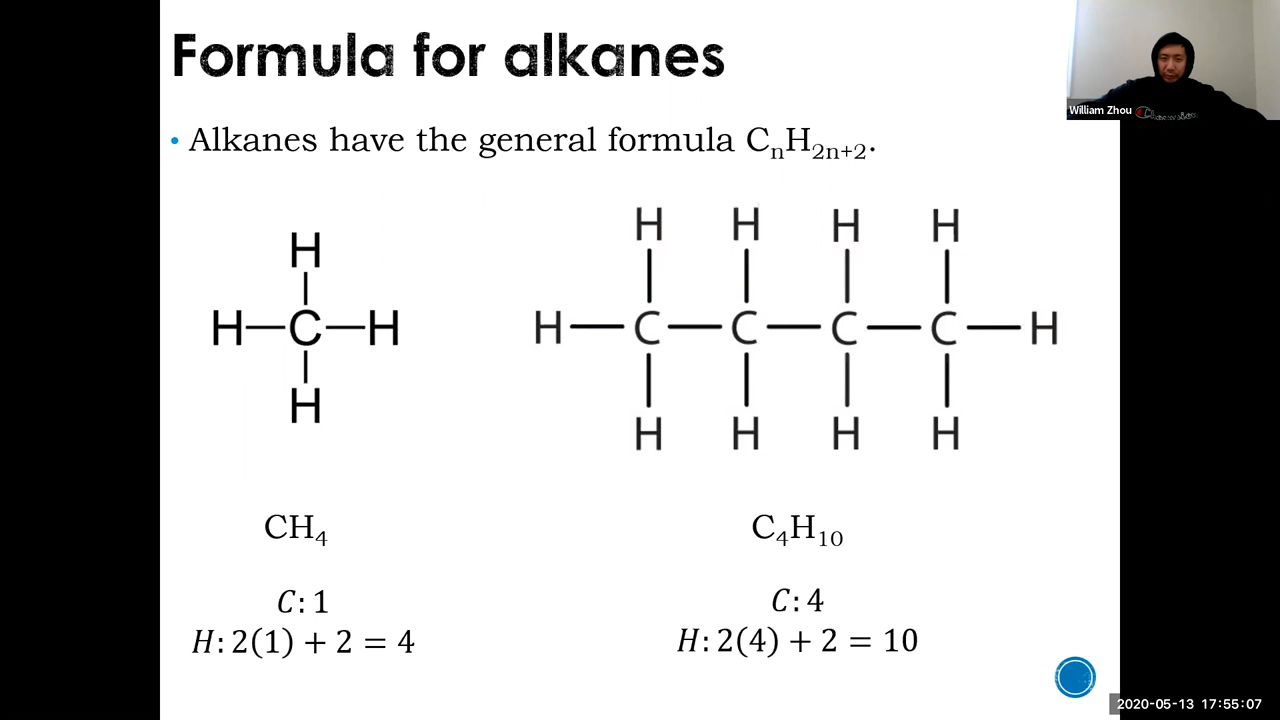 Formula for alkanes
William Zhou
Champion
• Alkanes have the general formula CₙH₂ₙ₊₂.
H
H—C—H
H
H H H H
H—C—C—C—C—H
H H H H
CH₄
C₄H₁₀
C: 1
H: 2(1) + 2 = 4
C: 4
H: 2(4) + 2 = 10
2020-05-13 17:55:07